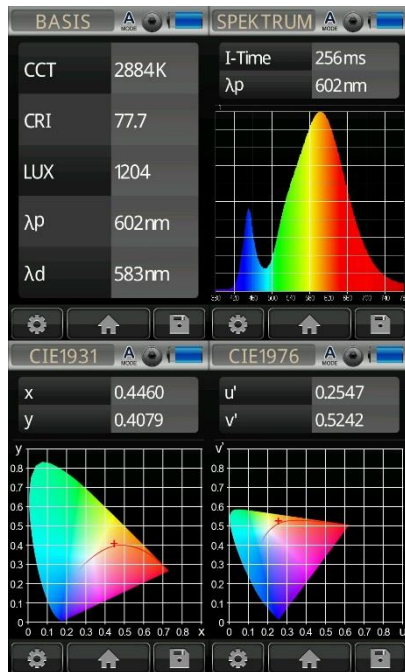 BASIS
A
MODE
CCT 2884K
CRI 77.7
LUX 1204
λp 602nm
λd 583nm
SPEKTRUM
A
MODE
I-Time 256ms
λp 602nm
CIE1931
A
MODE
x 0.4460
y 0.4079
y
0.8
0.7
0.6
0.5
0.4
0.3
0.2
0.1
0 0.1 0.2 0.3 0.4 0.5 0.6 0.7 0.8 x
CIE1976
A
MODE
u' 0.2547
v' 0.5242
v'
0.8
0.7
0.6
0.5
0.4
0.3
0.2
0.1
0 0.1 0.2 0.3 0.4 0.5 0.6 0.7 0.8